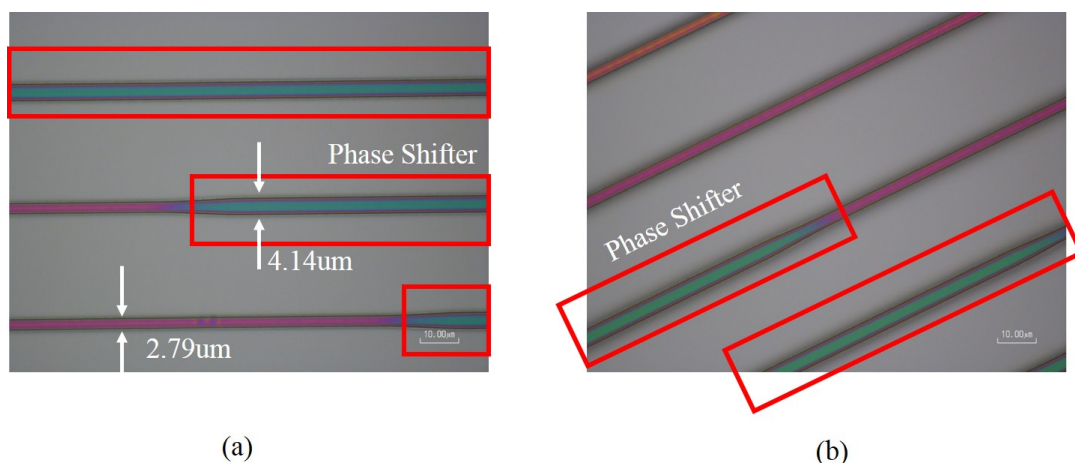 Phase Shifter
4.14um
10.00μm
2.79um
Phase Shifter
10.00μm
(a)
(b)